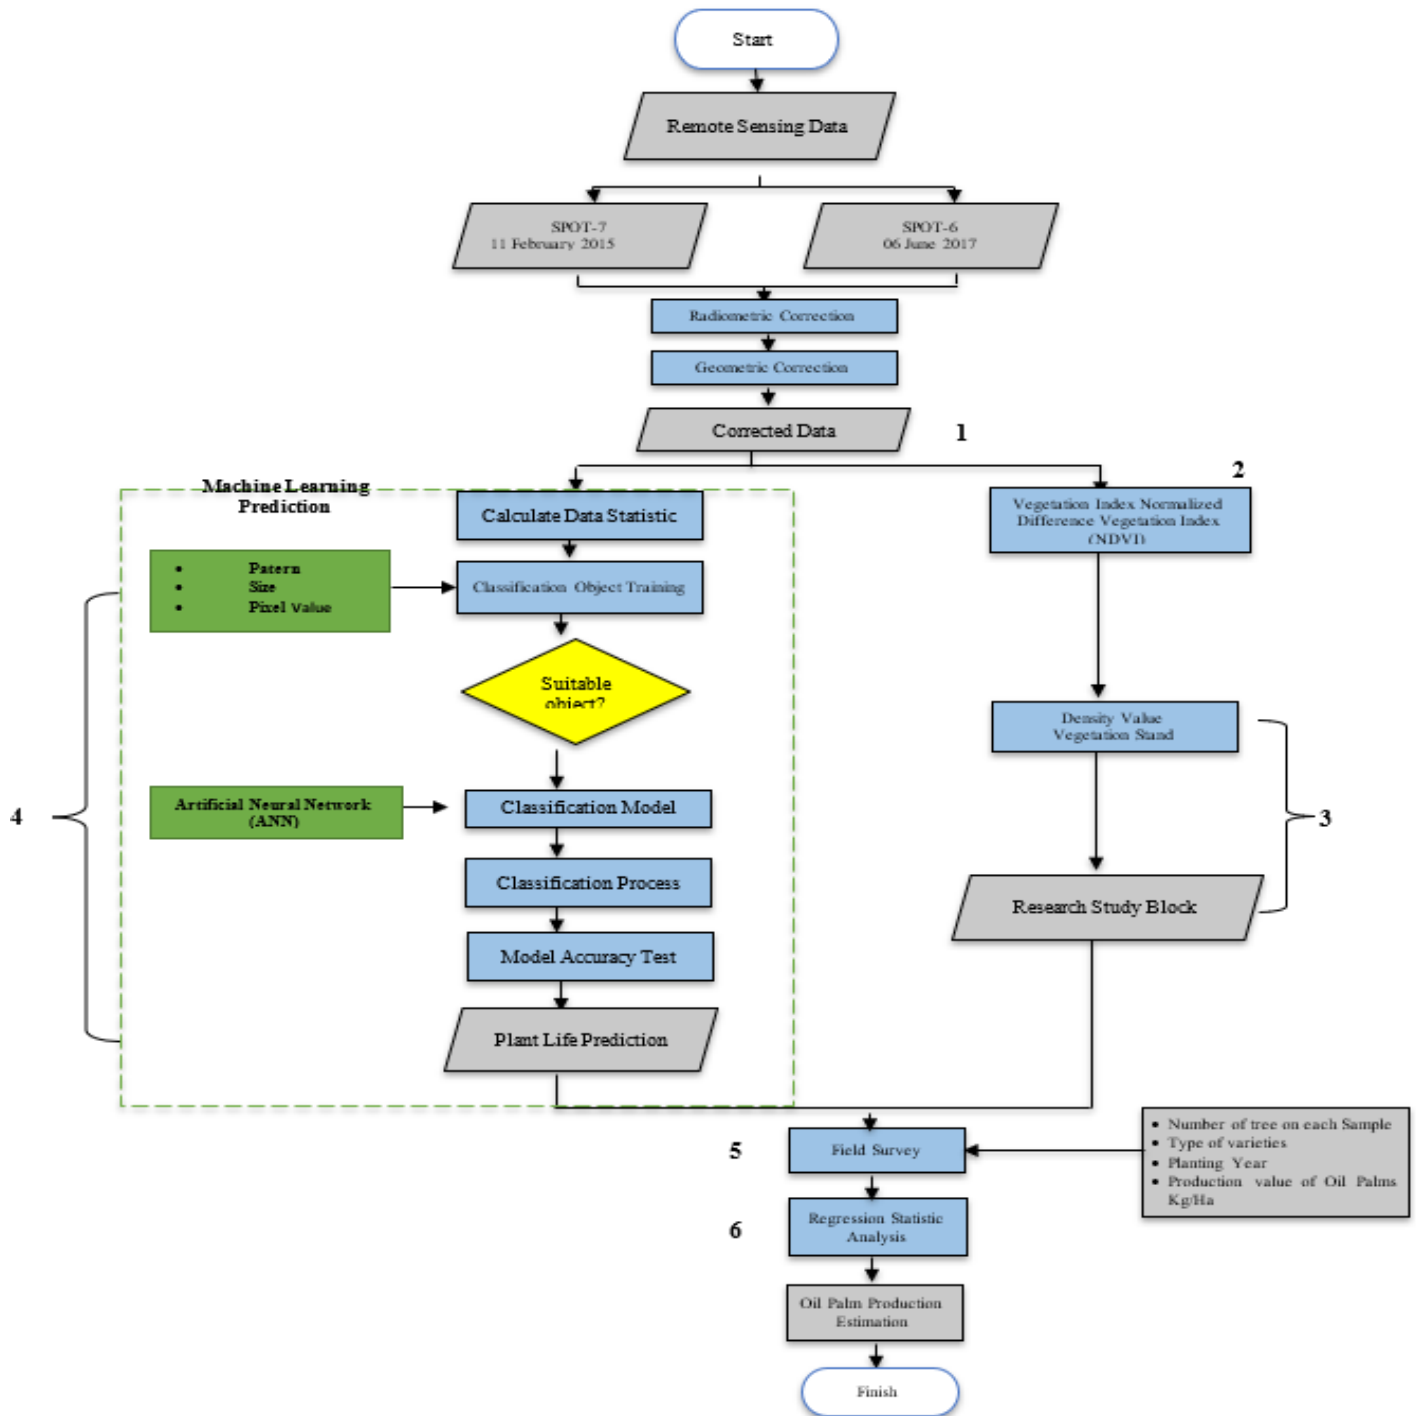 Start
Remote Sensing Data
SPOT-7
11 February 2015
SPOT-6
06 June 2017
Radiometric Correction
Geometric Correction
Corrected Data
1
2
Machine Learning
Prediction
Calculate Data Statistic
Vegetation Index Normalized
Difference Vegetation Index
(NDVI)
• Patern
• Size
• Pixel Value
Classification Object Training
Suitable
object?
Density Value
Vegetation Stand
3
4
Artificial Neural Network
(ANN)
Classification Model
Classification Process
Research Study Block
Model Accuracy Test
Plant Life Prediction
5
Field Survey
• Number of tree on each Sample
• Type of varieties
• Planting Year
• Production value of Oil Palms
Kg/Ha
6
Regression Statistic
Analysis
Oil Palm Production
Estimation
Finish